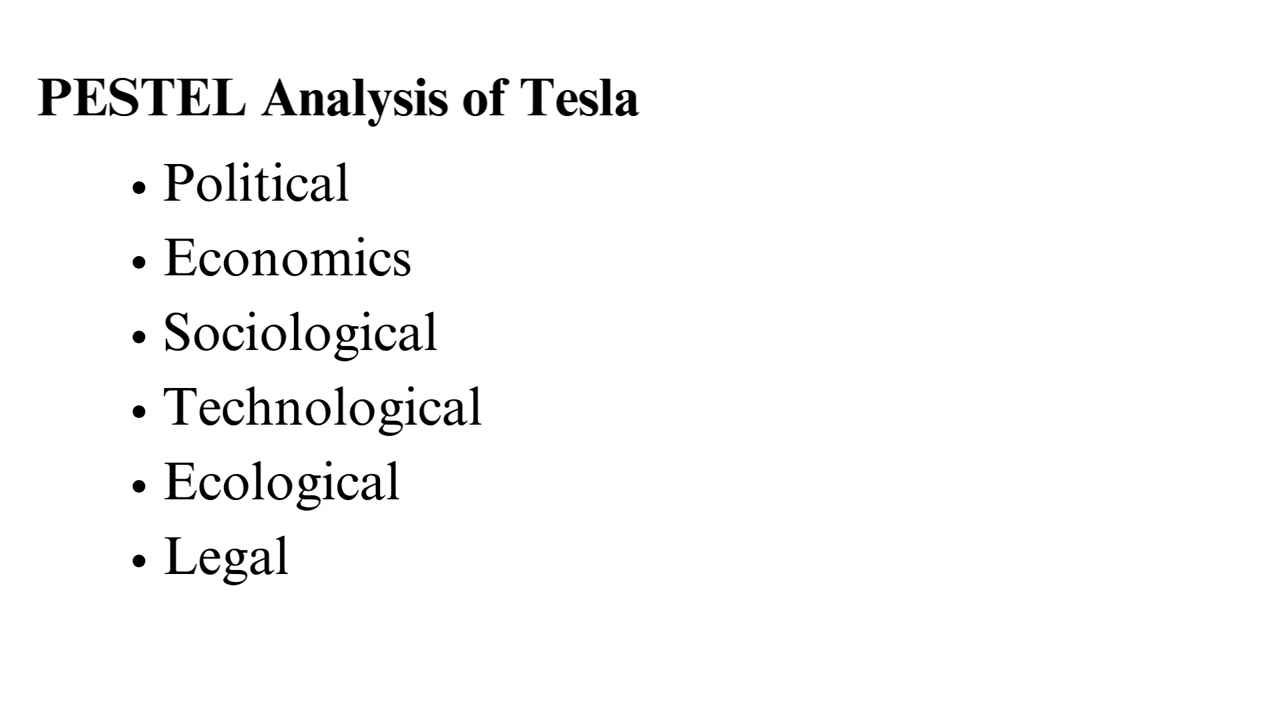 PESTEL Analysis of Tesla
• Political
• Economics
• Sociological
• Technological
• Ecological
• Legal